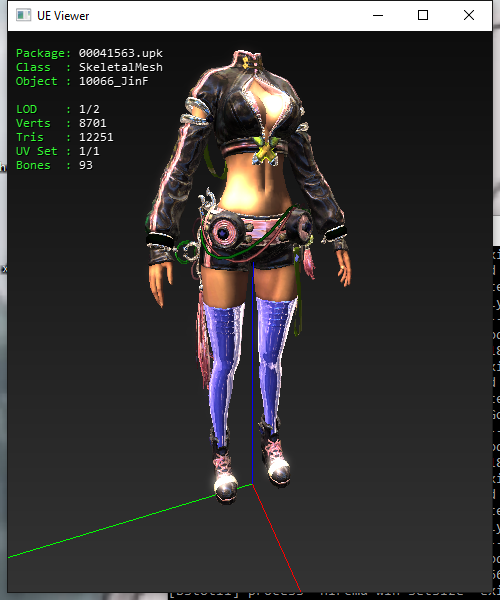 UE Viewer
Package: 00041563.upk
Class : SkeletalMesh
Object : 10066_JinF
LOD : 1/2
Verts : 8701
Tris : 12251
UV Set : 1/1
Bones : 93